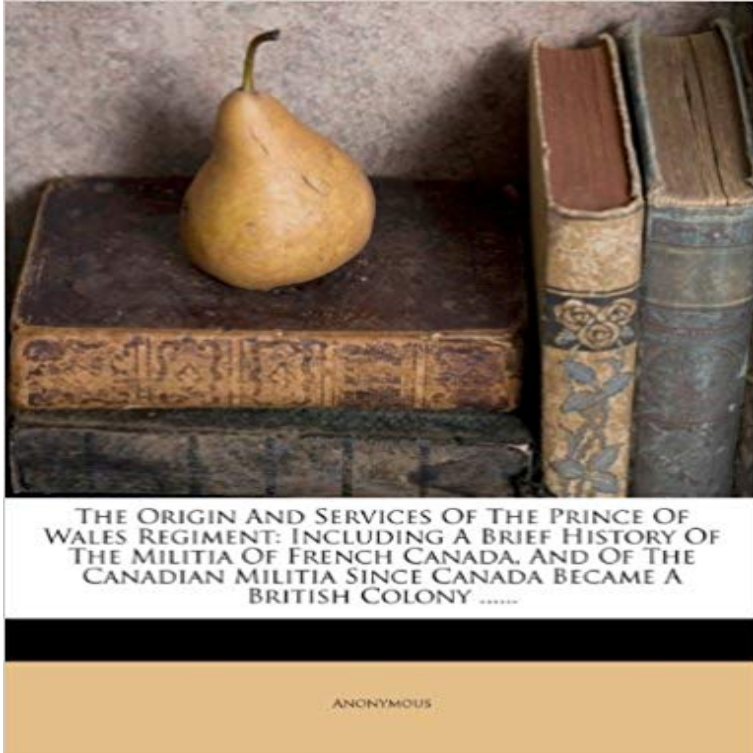 The Origin And Services Of The Prince Of
Wales Regiment: Including A Brief History Of
The Militia Of French Canada, And Of The
Canadian Militia Since Canada Became A
British Colony ......
Anonymous